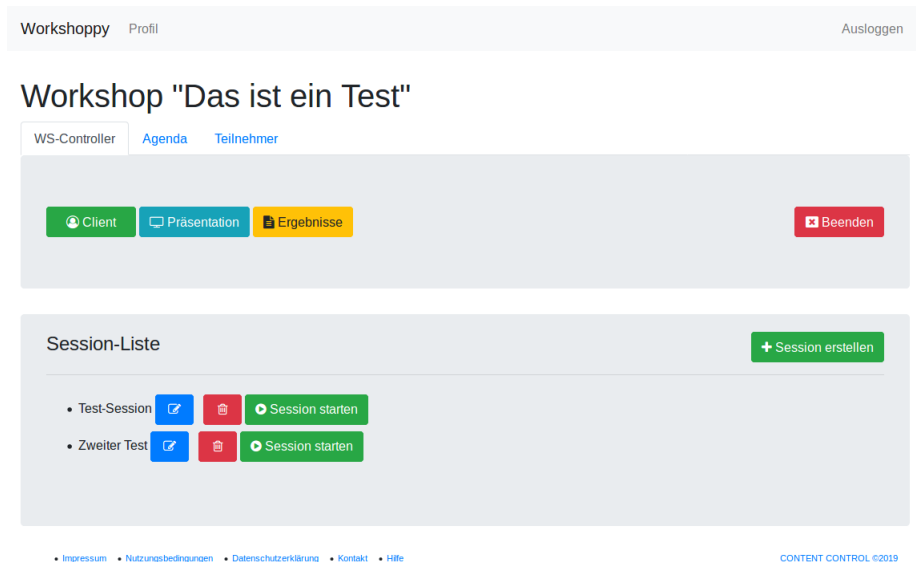 Workshoppy Profil Ausloggen
Workshop "Das ist ein Test"
WS-Controller Agenda Teilnehmer
Client Präsentation Ergebnisse Beenden
Session-Liste Session erstellen
• Test-Session Session starten
• Zweiter Test Session starten
• Impressum • Nutzungsbedingungen • Datenschutzerklärung • Kontakt • Hilfe CONTENT CONTROL ©2019